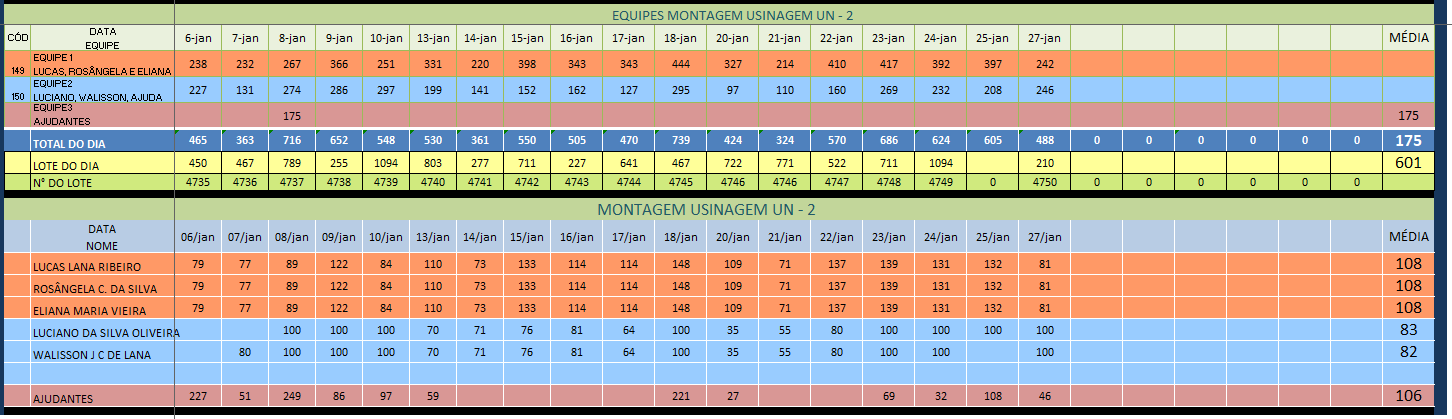 EQUIPES MONTAGEM USINAGEM UN - 2
CÓD DATA EQUIPE 6-jan 7-jan 8-jan 9-jan 10-jan 13-jan 14-jan 15-jan 16-jan 17-jan 18-jan 20-jan 21-jan 22-jan 23-jan 24-jan 25-jan 27-jan MÉDIA
149 EQUIPE 1 LUCAS, ROSÂNGELA E ELIANA 238 232 267 366 251 331 220 398 343 343 444 327 214 410 417 392 397 242
150 EQUIPE2 LUCIANO, WALISSON, AJUDA 227 131 274 286 297 199 141 152 162 127 295 97 110 160 269 232 208 246
EQUIPE3 AJUDANTES 175 175
TOTAL DO DIA 465 363 716 652 548 530 361 550 505 470 739 424 324 570 686 624 605 488 0 0 0 0 0 0 175
LOTE DO DIA 450 467 789 255 1094 803 277 711 227 641 467 722 771 522 711 1094 210 601
N° DO LOTE 4735 4736 4737 4738 4739 4740 4741 4742 4743 4744 4745 4746 4746 4747 4748 4749 0 4750 0 0 0 0 0 0
MONTAGEM USINAGEM UN - 2
DATA NOME 06/jan 07/jan 08/jan 09/jan 10/jan 13/jan 14/jan 15/jan 16/jan 17/jan 18/jan 20/jan 21/jan 22/jan 23/jan 24/jan 25/jan 27/jan MÉDIA
LUCAS LANA RIBEIRO 79 77 89 122 84 110 73 133 114 114 148 109 71 137 139 131 132 81 108
ROSÂNGELA C. DA SILVA 79 77 89 122 84 110 73 133 114 114 148 109 71 137 139 131 132 81 108
ELIANA MARIA VIEIRA 79 77 89 122 84 110 73 133 114 114 148 109 71 137 139 131 132 81 108
LUCIANO DA SILVA OLIVEIRA 100 100 100 70 71 76 81 64 100 35 55 80 100 100 100 100 83
WALISSON J C DE LANA 80 100 100 100 70 71 76 81 64 100 35 55 80 100 100 100 82
AJUDANTES 227 51 249 86 97 59 221 27 69 32 108 46 106